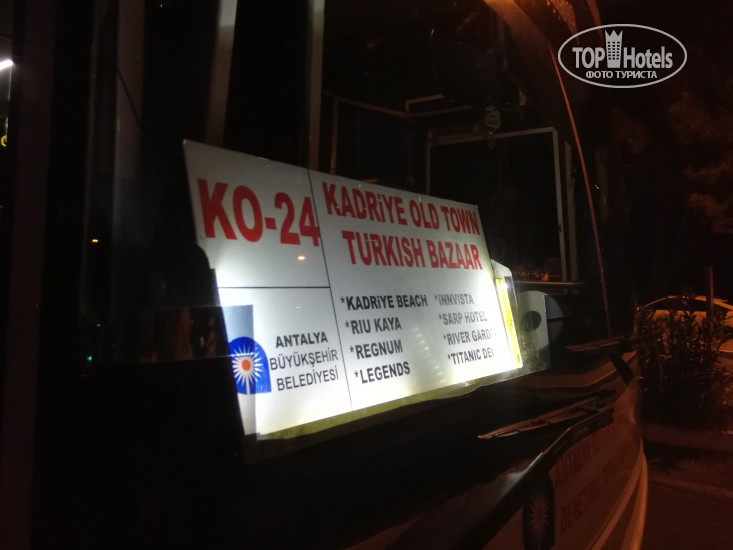 TOP Hotels
ФОТО ТУРИСТА
KO-24
KADRiYE OLD TOWN
TURKISH BAZAAR
ANTALYA
BÜYÜKŞEHİR
BELEDİYESİ
*KADRiYE BEACH
*RIU KAYA
*REGNUM
*LEGENDS
*INNVISTA
*SARP HOTEL
*RIVER GARD
*TITANIC DE